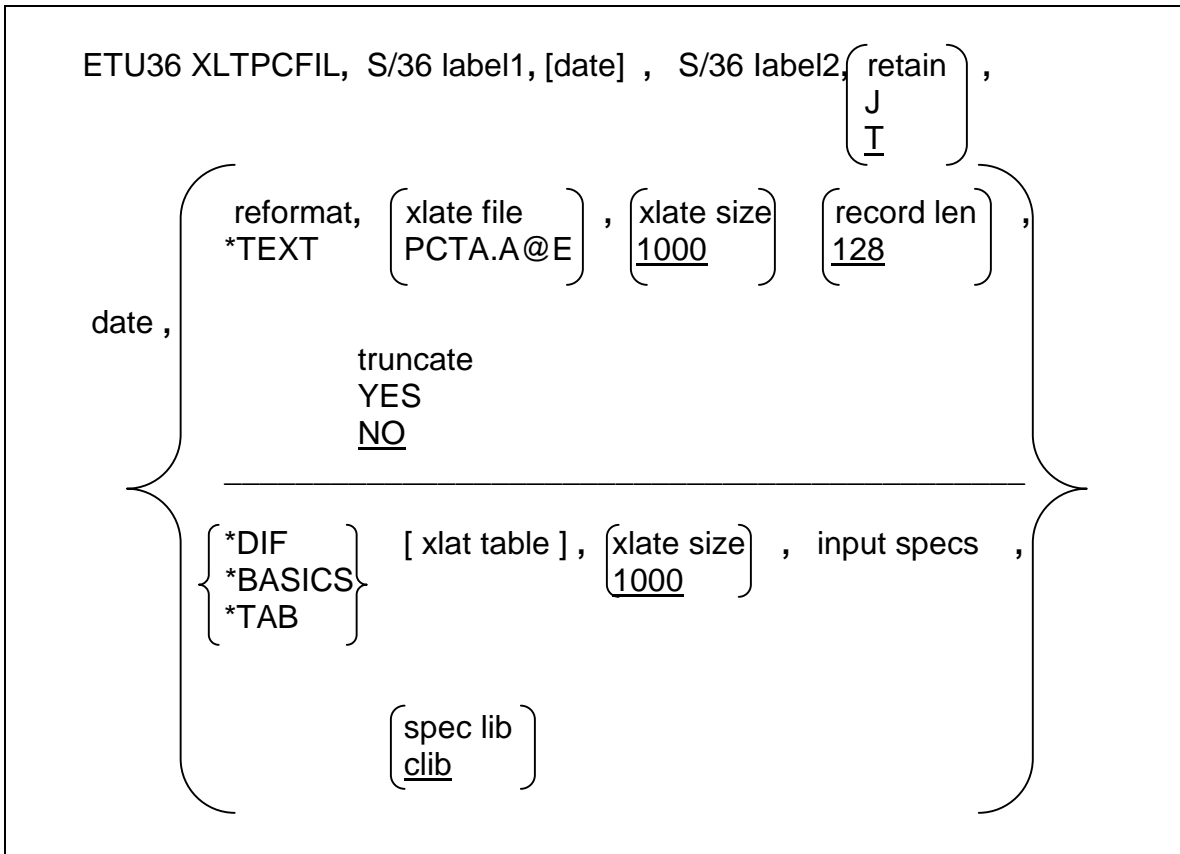 ETU36 XLTPCFIL, S/36 label1, [date] , S/36 label2, retain ,
J
T
reformat, xlate file , xlate size record len ,
*TEXT PCTA.A@E 1000 128
date ,
truncate
YES
NO
*DIF [ xlat table ] , xlate size , input specs ,
*BASICS 1000
*TAB
spec lib
clib